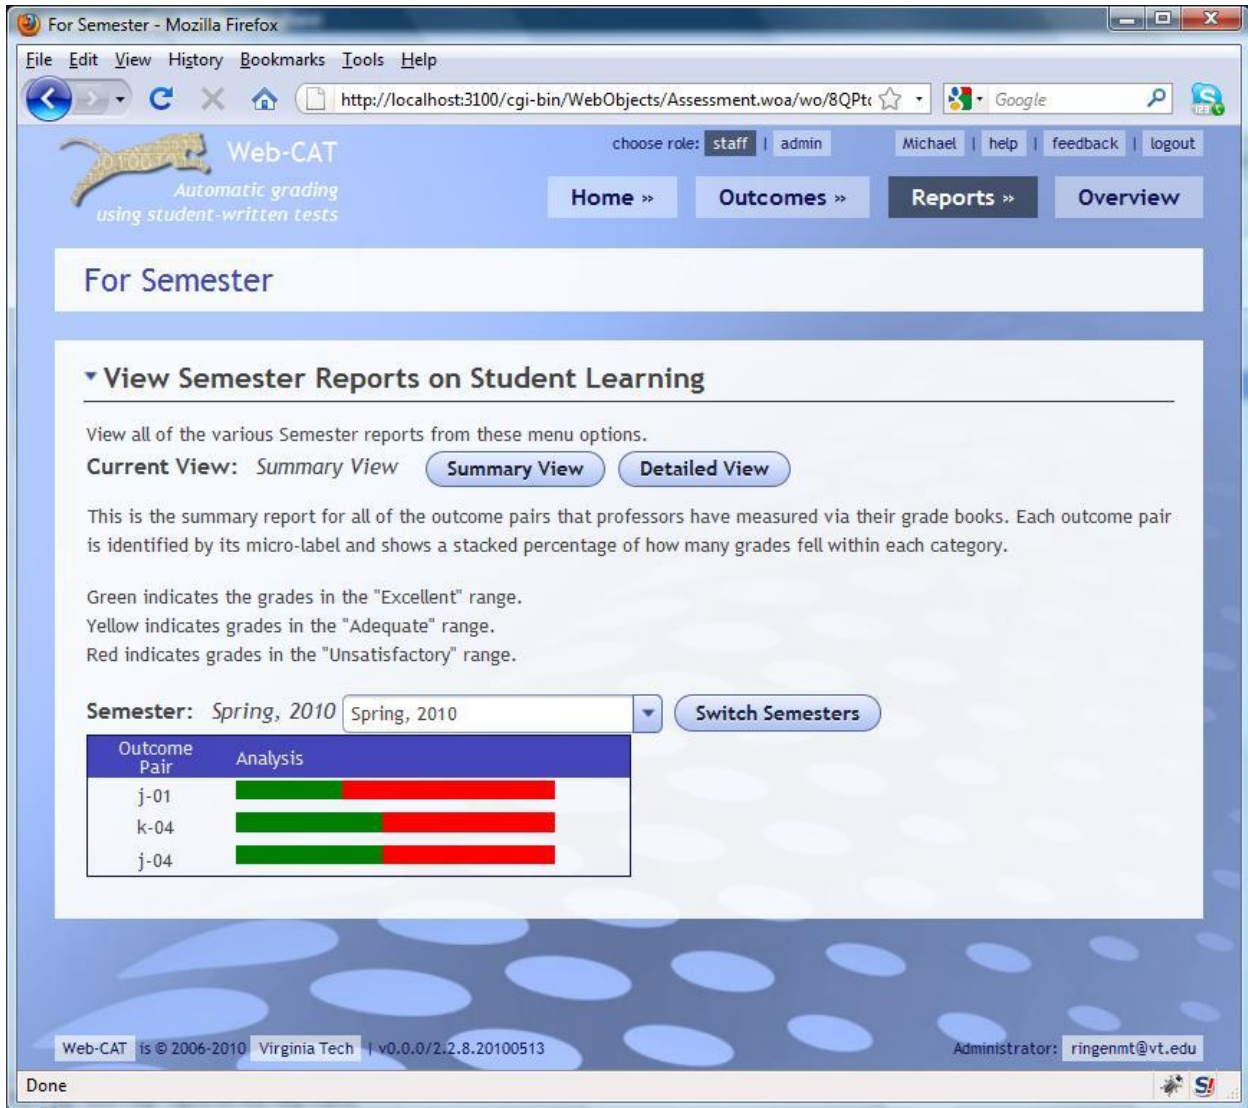 For Semester - Mozilla Firefox
File Edit View History Bookmarks Tools Help
http://localhost:3100/cgi-bin/WebObjects/Assessment.woa/wo/8QPt
Google
Web-CAT
Automatic grading
using student-written tests
choose role: staff | admin
Michael | help | feedback | logout
Home » Outcomes » Reports » Overview
For Semester
View Semester Reports on Student Learning
View all of the various Semester reports from these menu options.
Current View: Summary View Summary View Detailed View
This is the summary report for all of the outcome pairs that professors have measured via their grade books. Each outcome pair
is identified by its micro-label and shows a stacked percentage of how many grades fell within each category.
Green indicates the grades in the "Excellent" range.
Yellow indicates grades in the "Adequate" range.
Red indicates grades in the "Unsatisfactory" range.
Semester: Spring, 2010 Spring, 2010 Switch Semesters
Outcome
Pair
Analysis
j-01
k-04
j-04
Web-CAT is © 2006-2010 Virginia Tech | v0.0.0/2.2.8.20100513
Administrator: ringenmt@vt.edu
Done